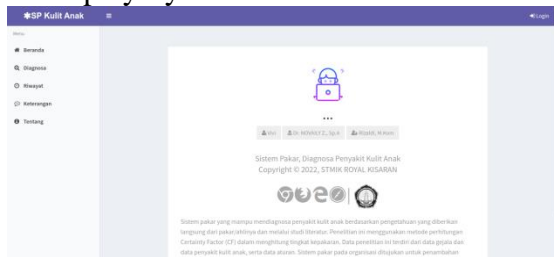 SP Kulit Anak
Login
Menu
Beranda
Diagnosa
Riwayat
Keterangan
Tentang
...
Vivi
Sistem Pakar, Diagnosa Penyakit Kulit Anak
Copyright © 2022, STMIK ROYAL KISARAN
Sistem pakar yang mampu mendiagnosa penyakit kulit anak berdasarkan pengetahuan yang diberikan
langsung dari pakar/ahlinya dan melalui studi literatur. Penelitian ini menggunakan metode perhitungan
Certainty Factor (CF) dalam menghitung tingkat kepakaran. Data penelitian ini terdiri dari data gejala dan
data penyakit kulit anak, serta data aturan. Sistem pakar pada organisasi ditujukan untuk penambahan